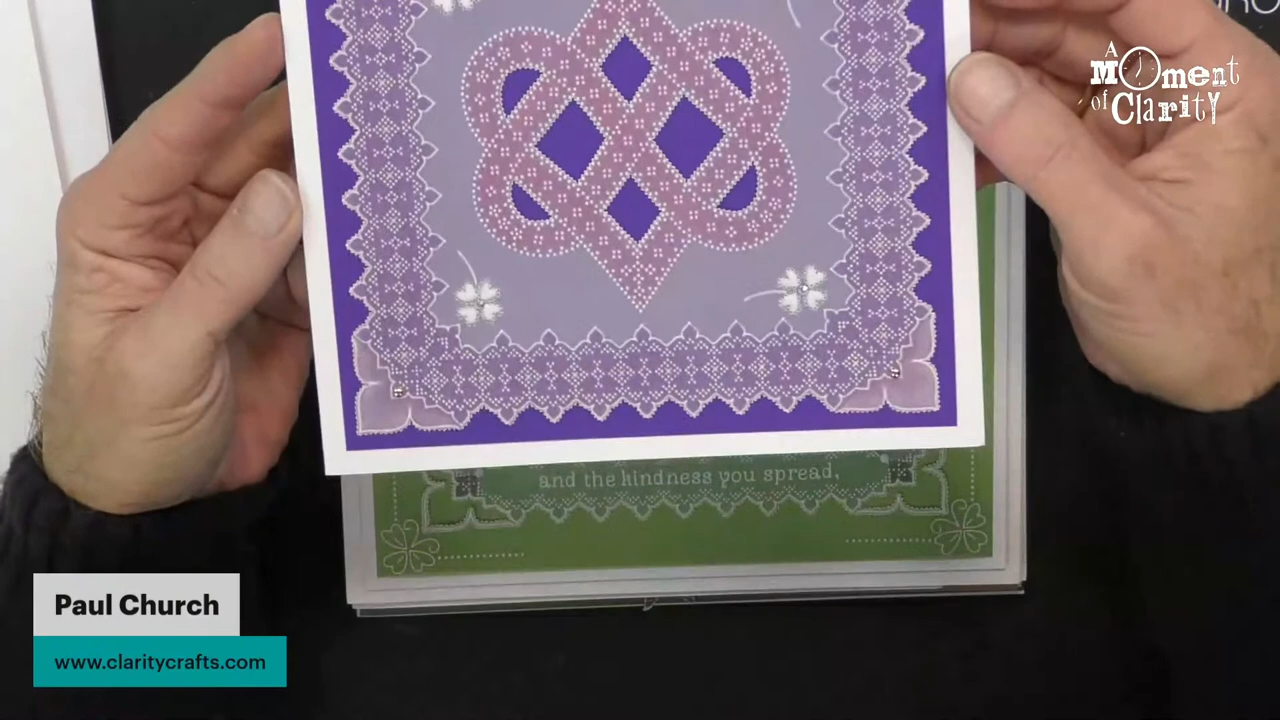 A
Moment
of Clarity
and the kindness you spread,
Paul Church
www.claritycrafts.com